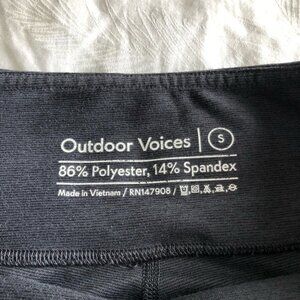 Outdoor Voices | S
86% Polyester, 14% Spandex
Made in Vietnam / RN147908 /